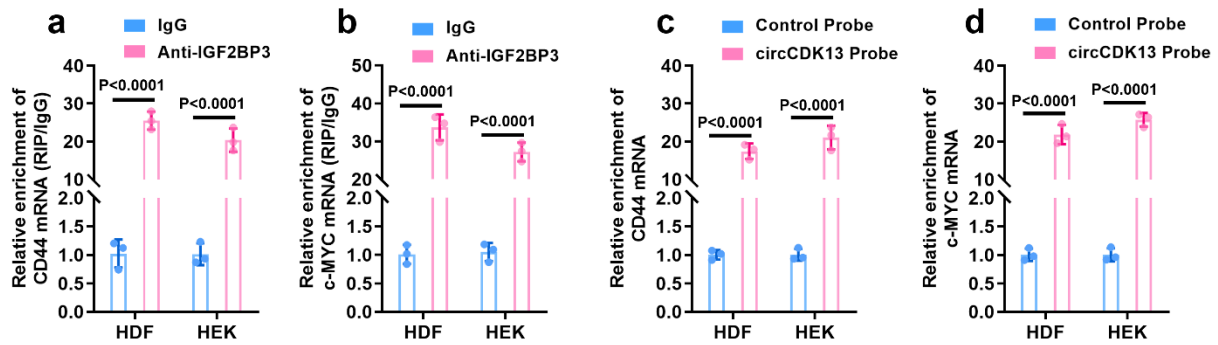 a
IgG
Anti-IGF2BP3
Relative enrichment of
CD44 mRNA (RIP/IgG)
40
30
20
10
2.0
1.5
1.0
0.5
0.0
P<0.0001
P<0.0001
HDF
HEK
b
IgG
Anti-IGF2BP3
Relative enrichment of
c-MYC mRNA (RIP/IgG)
50
40
30
20
10
2.0
1.5
1.0
0.5
0.0
P<0.0001
P<0.0001
HDF
HEK
c
Control Probe
circCDK13 Probe
Relative enrichment of
CD44 mRNA
40
30
20
10
2.0
1.5
1.0
0.5
0.0
P<0.0001
P<0.0001
HDF
HEK
d
Control Probe
circCDK13 Probe
Relative enrichment of
c-MYC mRNA
40
30
20
10
2.0
1.5
1.0
0.5
0.0
P<0.0001
P<0.0001
HDF
HEK